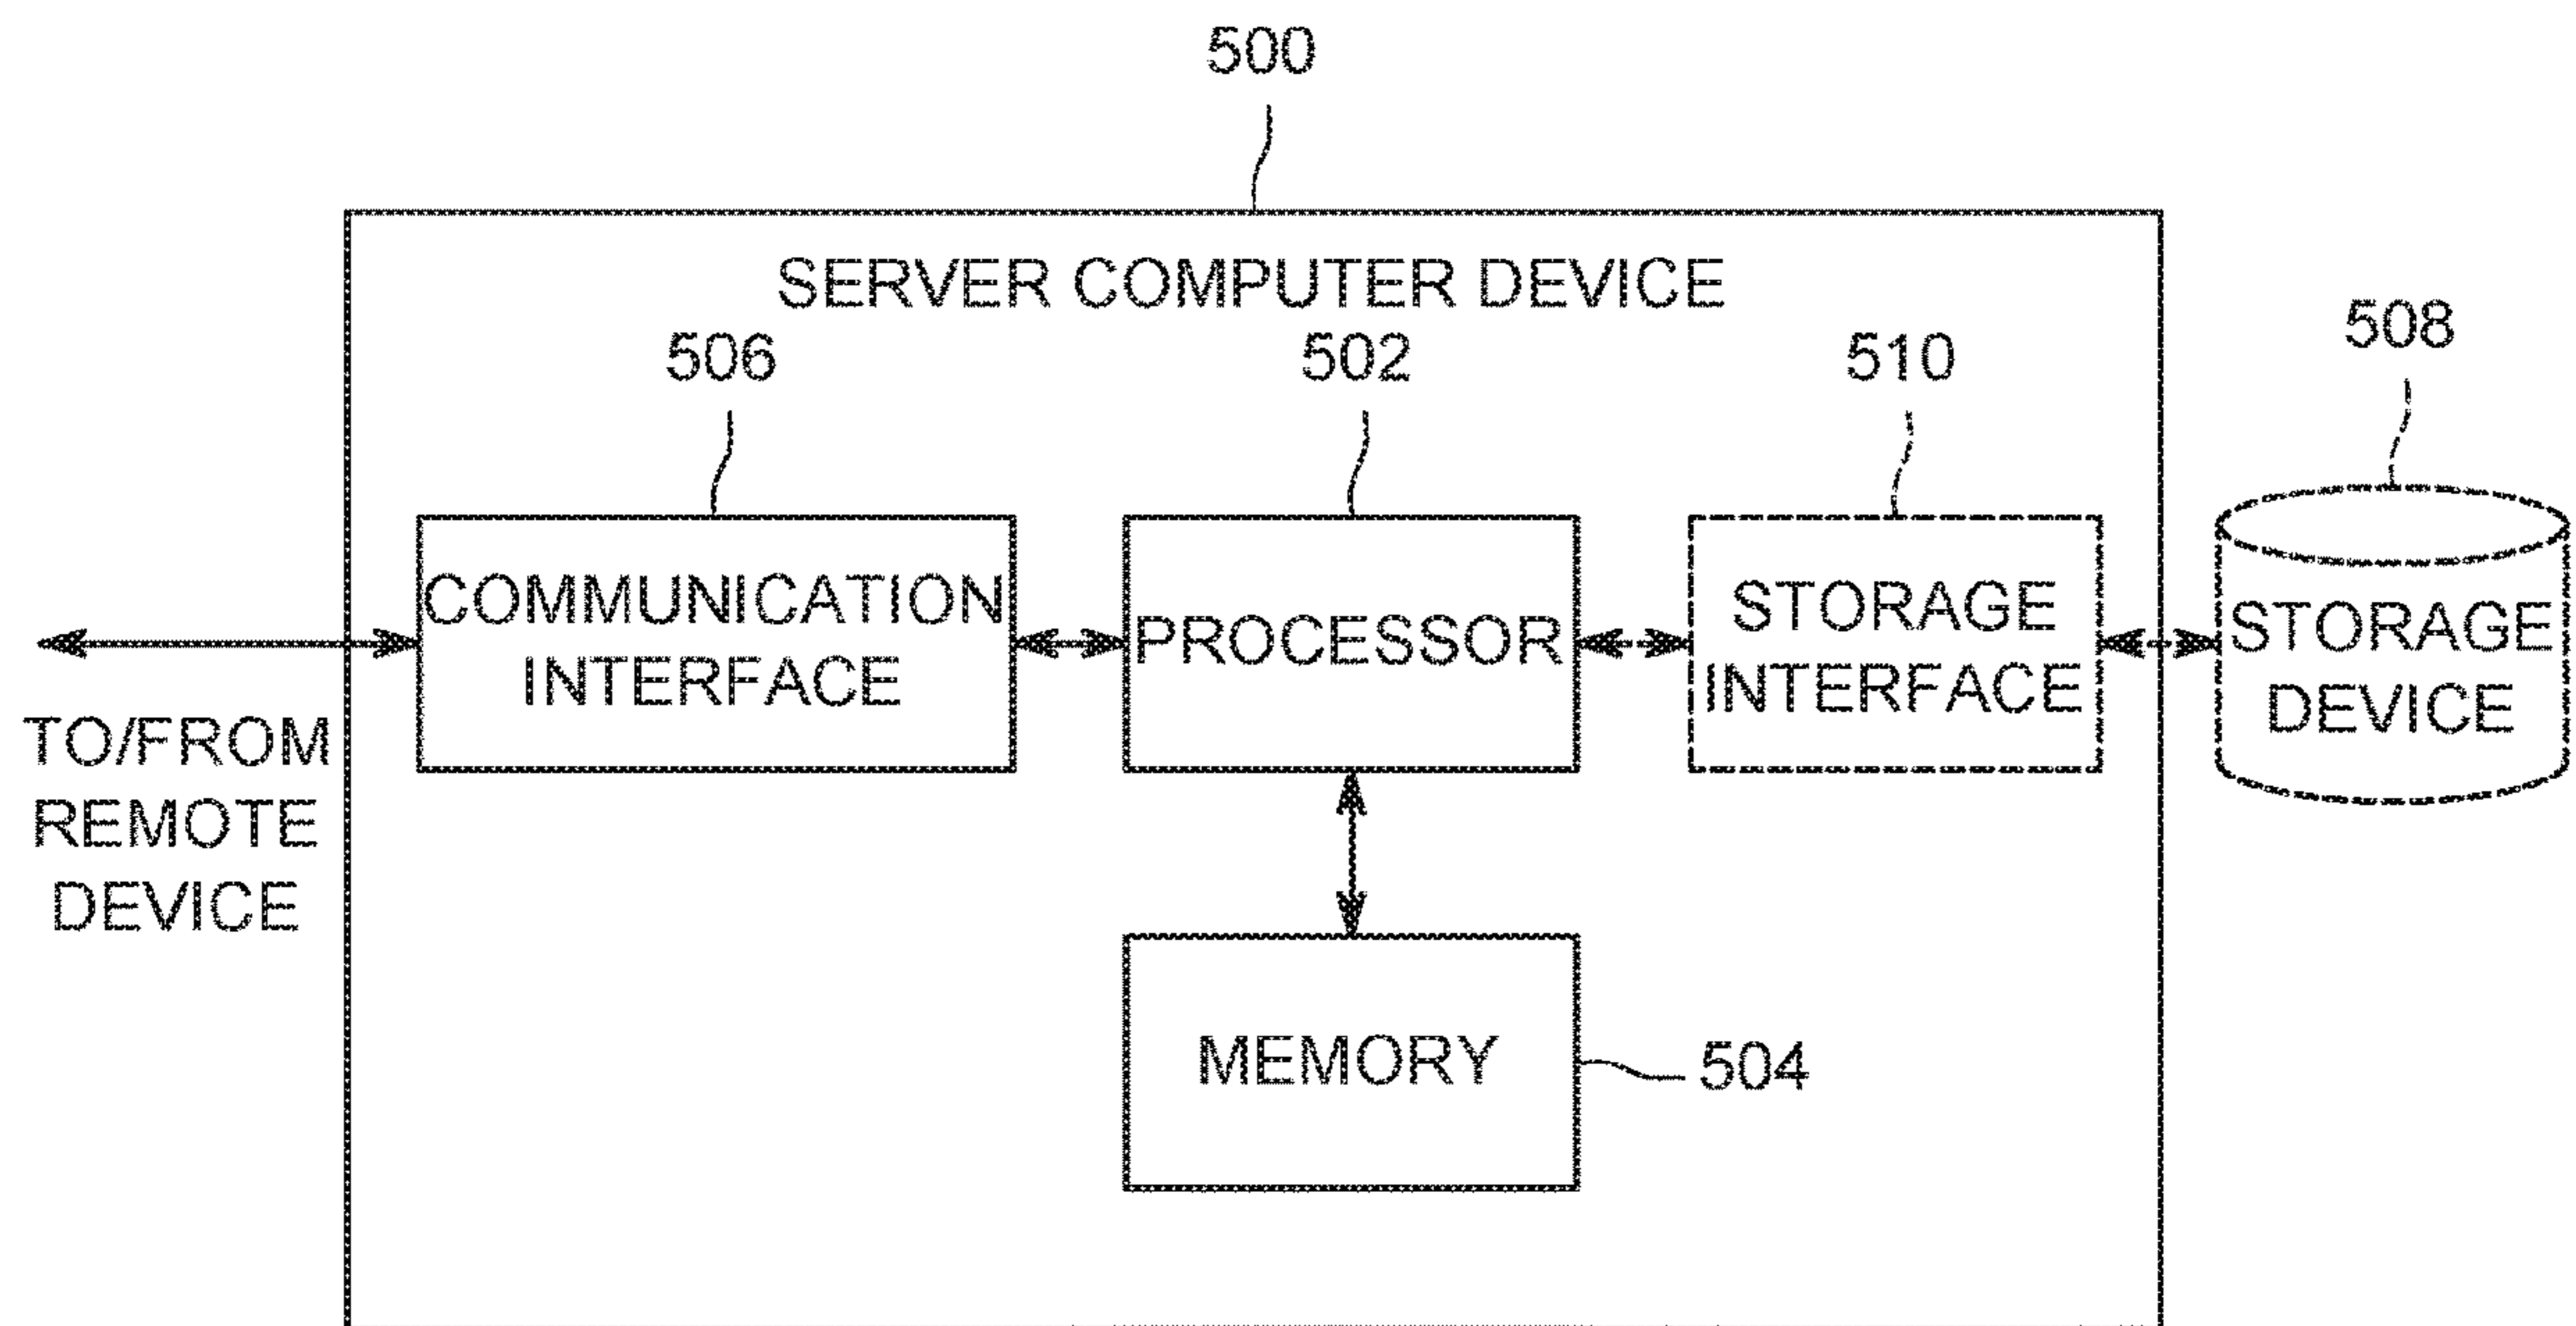 500
SERVER COMPUTER DEVICE
506
502
510
508
COMMUNICATION
INTERFACE
PROCESSOR
STORAGE
INTERFACE
STORAGE
DEVICE
TO/FROM
REMOTE
DEVICE
MEMORY
504